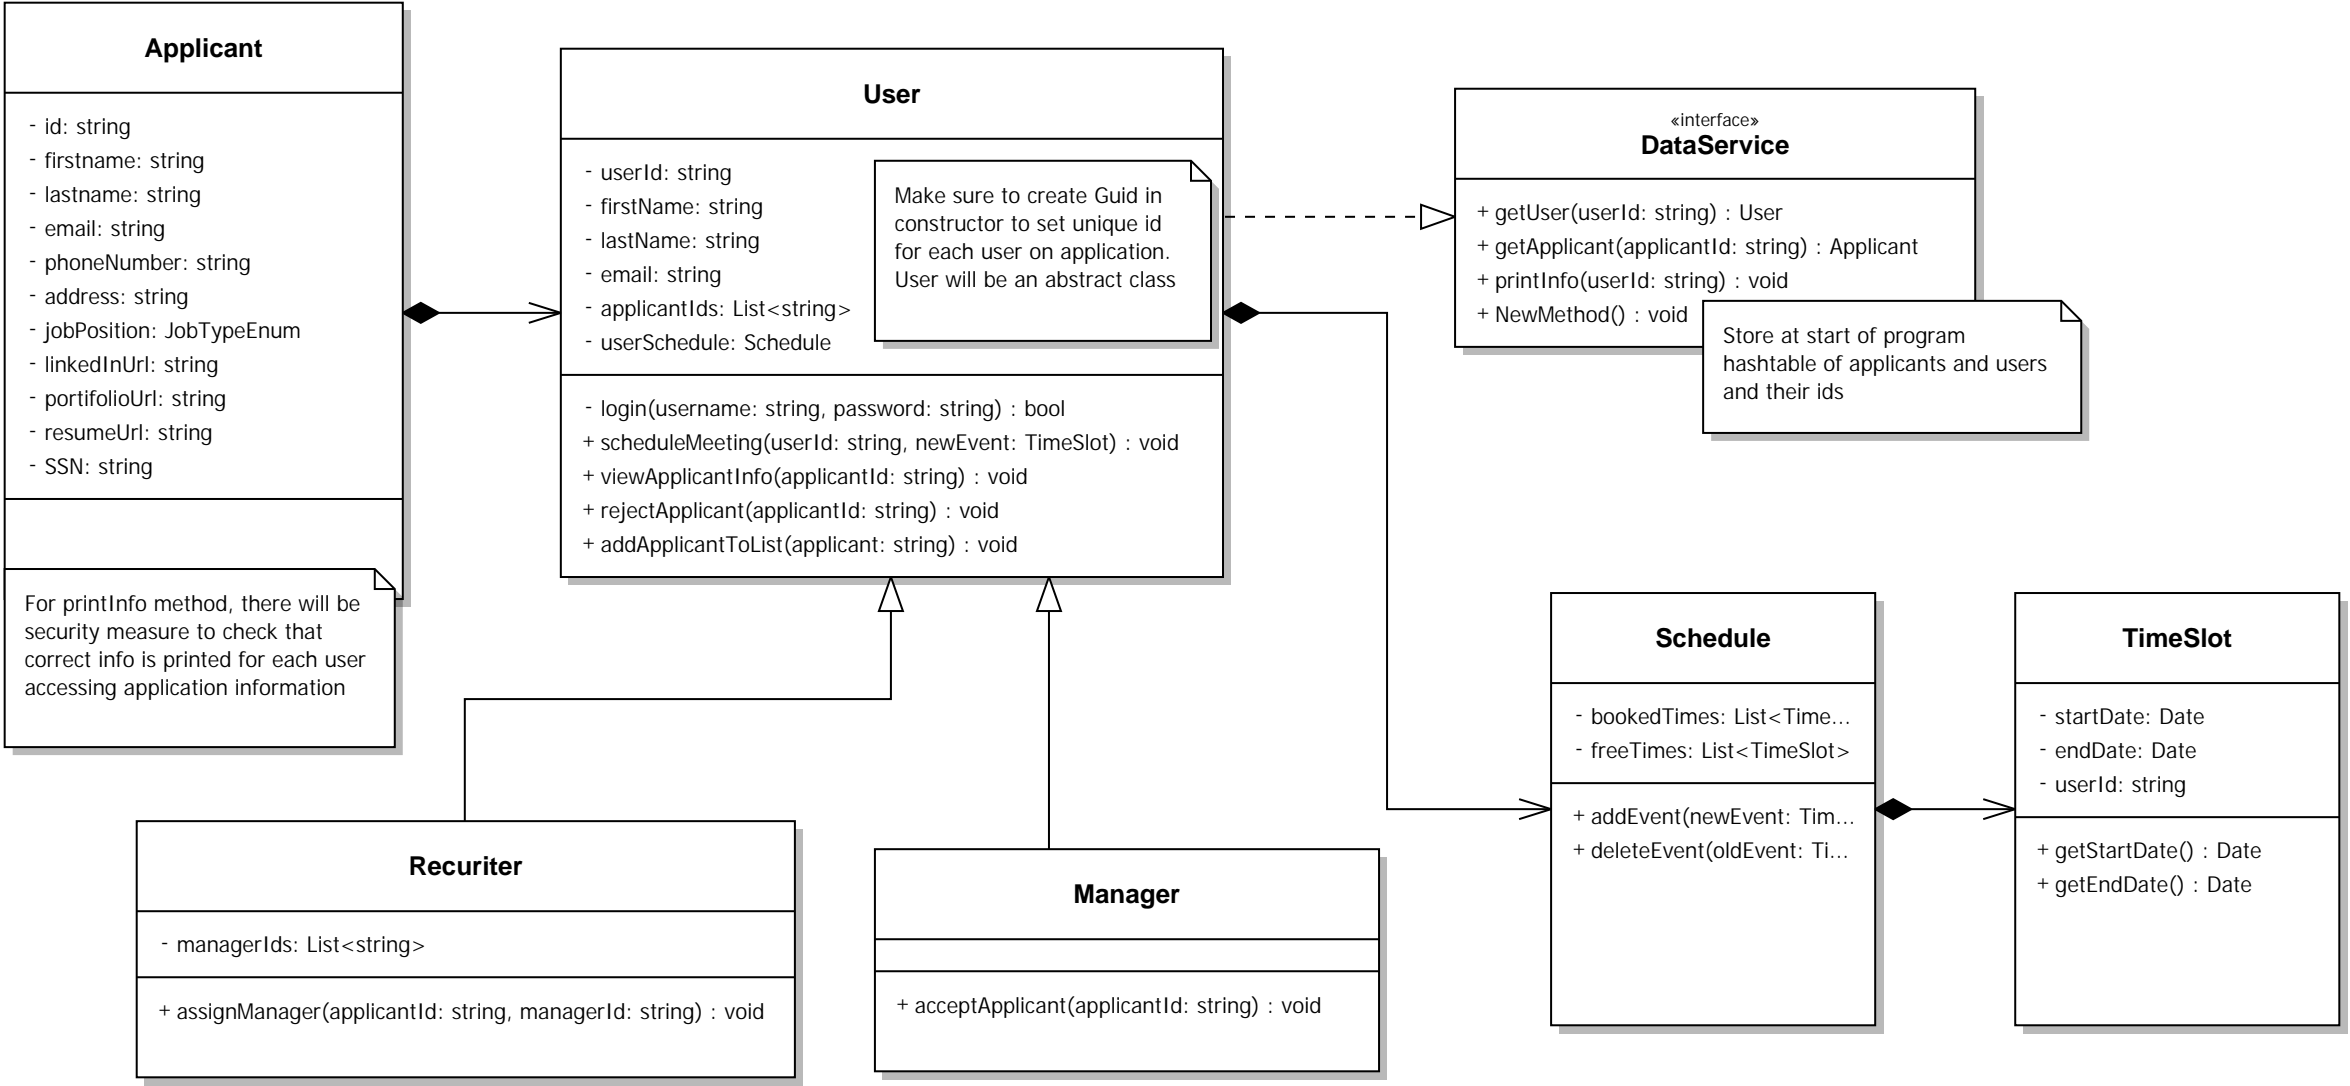 Applicant
- id: string
- firstname: string
- lastname: string
- email: string
- phoneNumber: string
- address: string
- jobPosition: JobTypeEnum
- linkedInUrl: string
- portifolioUrl: string
- resumeUrl: string
- SSN: string
For printInfo method, there will be
security measure to check that
correct info is printed for each user
accessing application information
User
- userId: string
- firstName: string
- lastName: string
- email: string
- applicantIds: List<string>
- userSchedule: Schedule
Make sure to create Guid in
constructor to set unique id
for each user on application.
User will be an abstract class
- login(username: string, password: string) : bool
+ scheduleMeeting(userId: string, newEvent: TimeSlot) : void
+ viewApplicantInfo(applicantId: string) : void
+ rejectApplicant(applicantId: string) : void
+ addApplicantToList(applicant: string) : void
«interface»
DataService
+ getUser(userId: string) : User
+ getApplicant(applicantId: string) : Applicant
+ printInfo(userId: string) : void
+ NewMethod() : void
Store at start of program
hashtable of applicants and users
and their ids
Recuriter
- managerIds: List<string>
+ assignManager(applicantId: string, managerId: string) : void
Manager
+ acceptApplicant(applicantId: string) : void
Schedule
- bookedTimes: List<Time...
- freeTimes: List<TimeSlot>
+ addEvent(newEvent: Tim...
+ deleteEvent(oldEvent: Ti...
TimeSlot
- startDate: Date
- endDate: Date
- userId: string
+ getStartDate() : Date
+ getEndDate() : Date